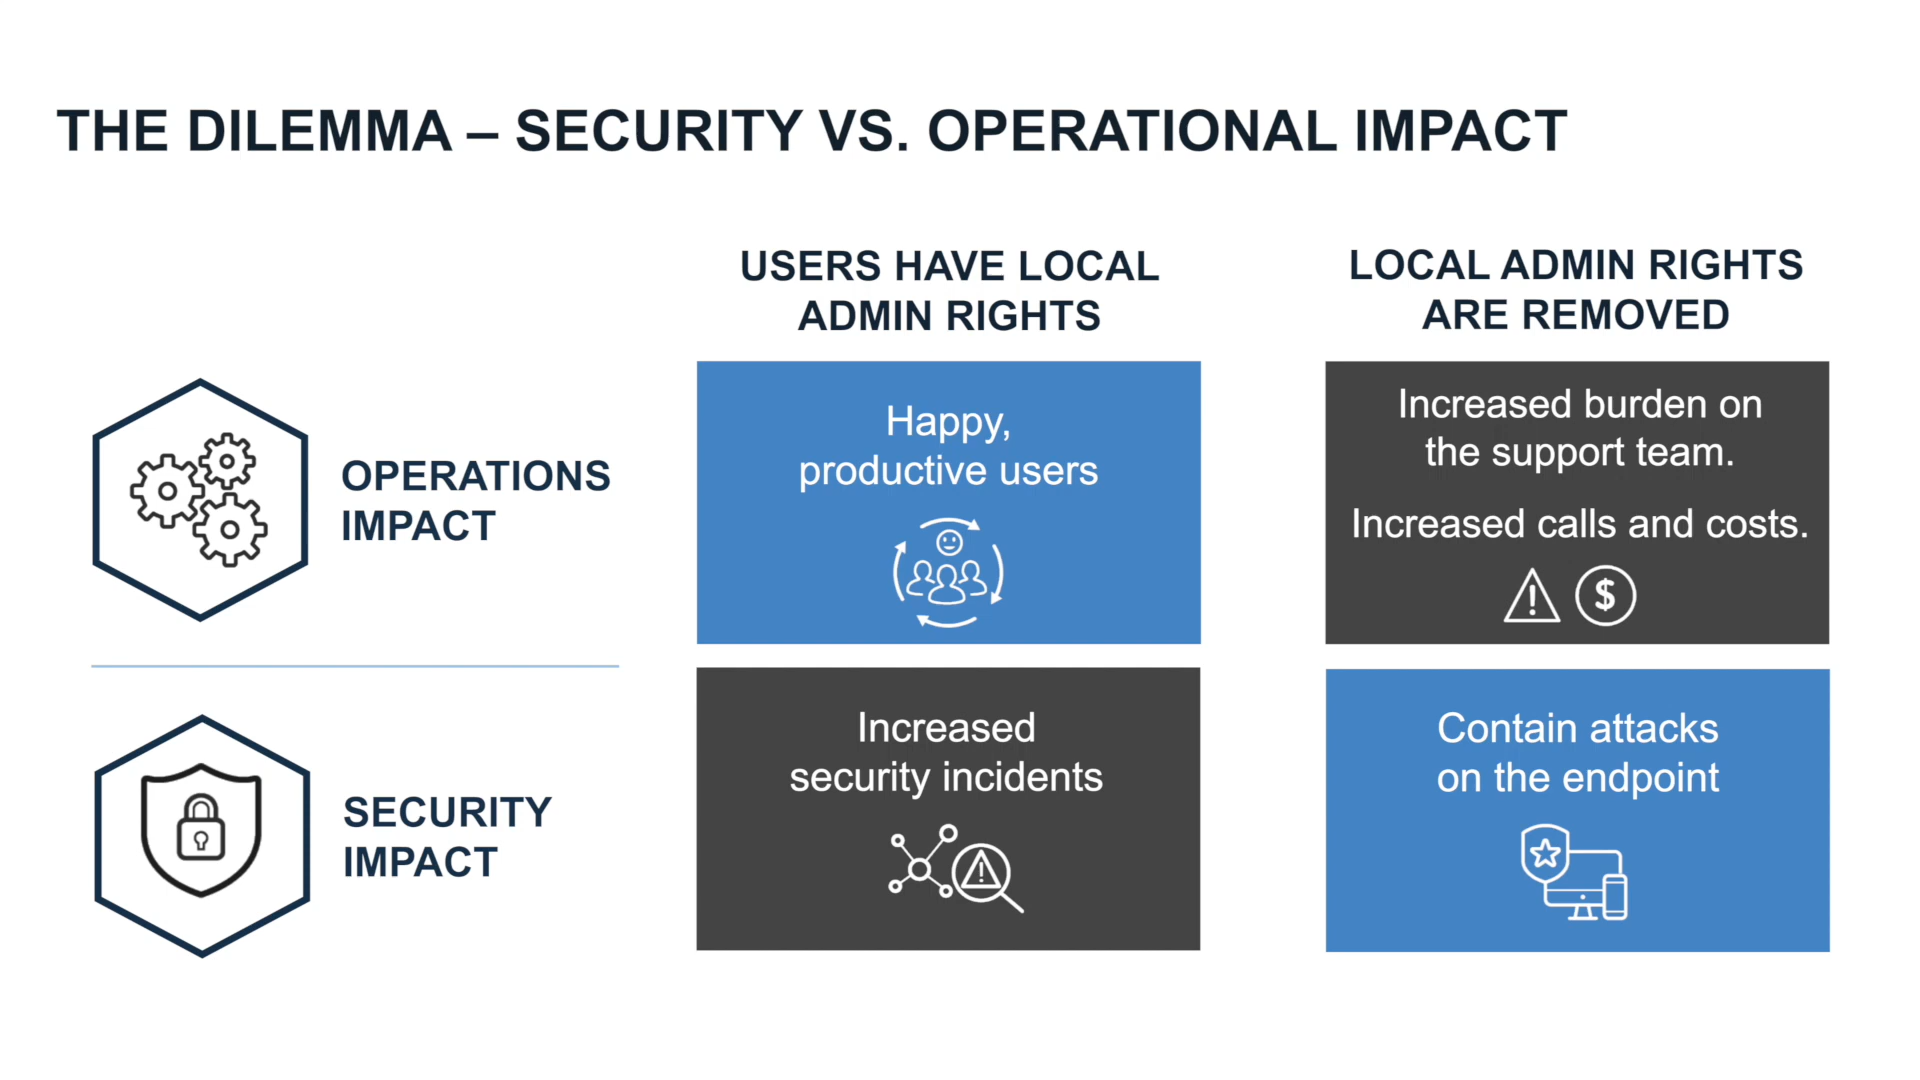 THE DILEMMA – SECURITY VS. OPERATIONAL IMPACT
USERS HAVE LOCAL
ADMIN RIGHTS
LOCAL ADMIN RIGHTS
ARE REMOVED
OPERATIONS
IMPACT
Happy,
productive users
Increased burden on
the support team.
Increased calls and costs.
$
SECURITY
IMPACT
Increased
security incidents
Contain attacks
on the endpoint